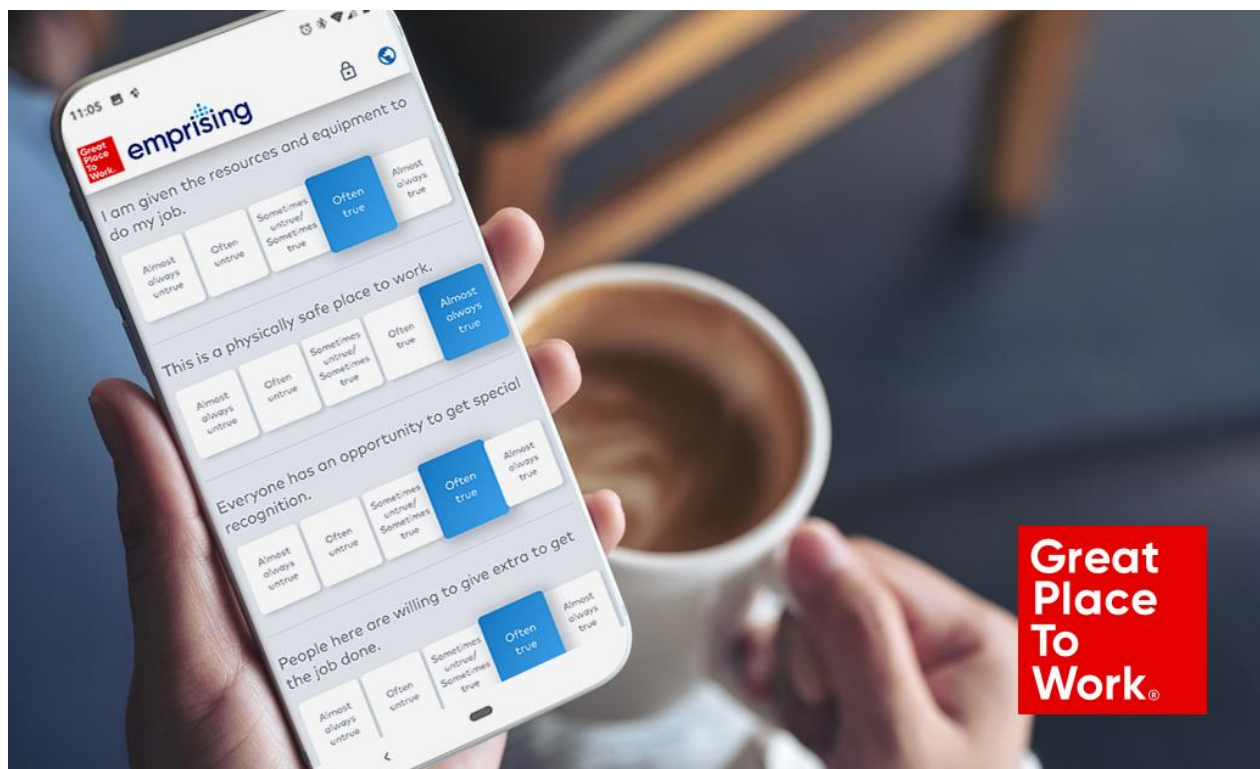 11:05
Great
Place
To
Work.
emprising
I am given the resources and equipment to
do my job.
Almost
always
untrue
Often
untrue
Sometimes
untrue/
Sometimes
true
Often
true
Almost
always
true
This is a physically safe place to work.
Almost
always
untrue
Often
untrue
Sometimes
untrue/
Sometimes
true
Often
true
Almost
always
true
Everyone has an opportunity to get special
recognition.
Almost
always
untrue
Often
untrue
Sometimes
untrue/
Sometimes
true
Often
true
Almost
always
true
People here are willing to give extra to get
the job done.
Almost
always
untrue
Often
untrue
Sometimes
untrue/
Sometimes
true
Often
true
Almost
always
true
Great
Place
To
Work®